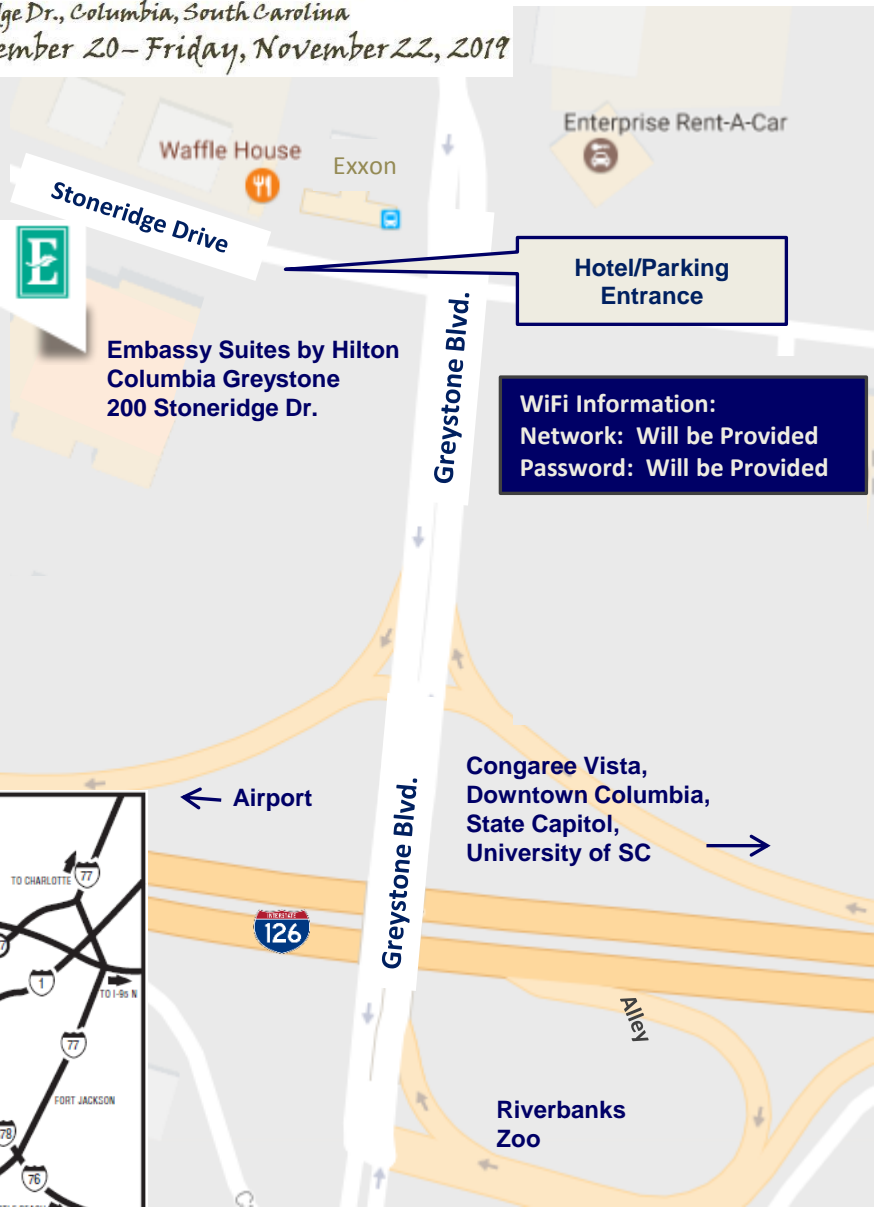 ge Dr., Columbia, South Carolina
ember 20– Friday, November 22, 2019
Enterprise Rent-A-Car
Waffle House
Exxon
Stoneridge Drive
E
Hotel/Parking
Entrance
Greystone Blvd.
Embassy Suites by Hilton
Columbia Greystone
200 Stoneridge Dr.
WiFi Information:
Network: Will be Provided
Password: Will be Provided
Airport
Congaree Vista,
Downtown Columbia,
State Capitol,
University of SC
Greystone Blvd.
INTERSTATE
126
TO CHARLOTTE
77
1
TO I-95 N
77
FORT JACKSON
78
76
Alley
Riverbanks
Zoo